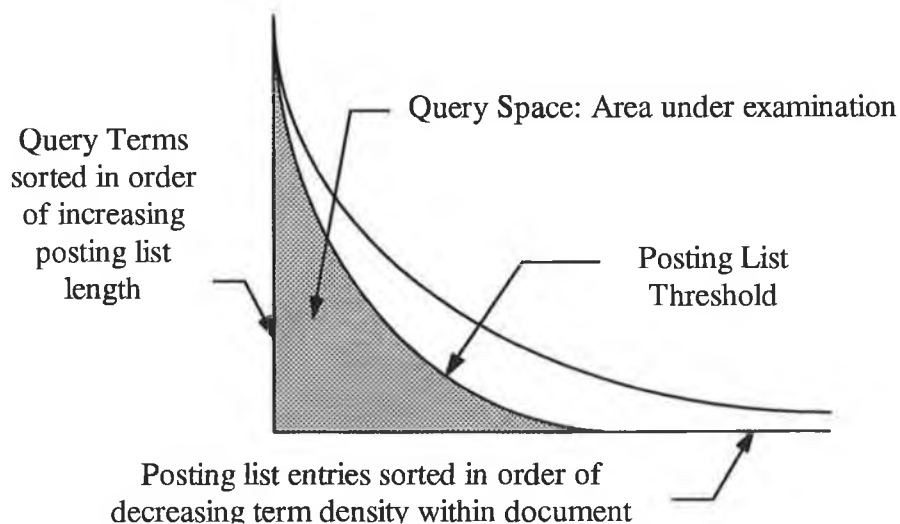 Query Space: Area under examination
Query Terms
sorted in order
of increasing
posting list
length
Posting List
Threshold
Posting list entries sorted in order of
decreasing term density within document